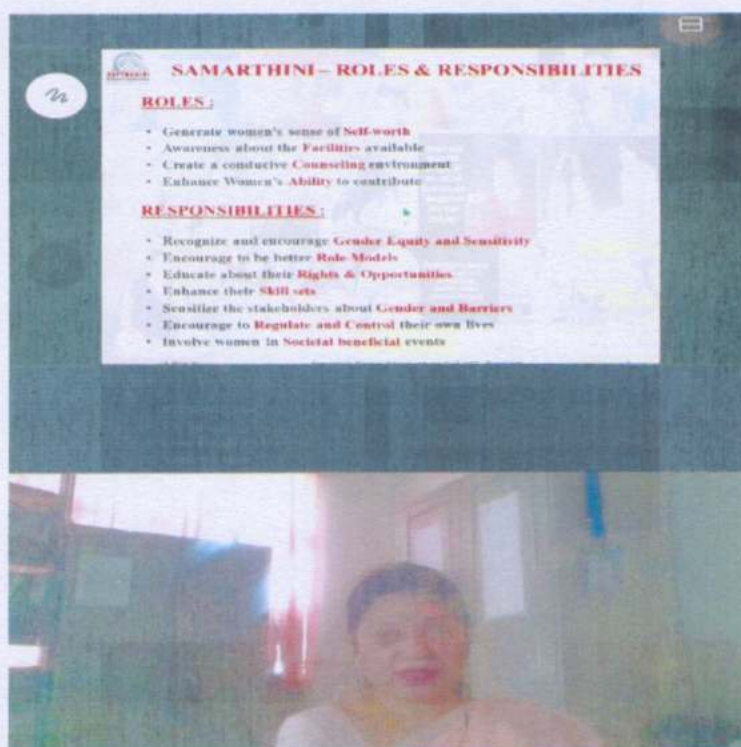 SAMARTHINI – ROLES & RESPONSIBILITIES
ROLES :
• Generate women's sense of Self-worth
• Awareness about the Facilities available
• Create a conducive Counseling environment
• Enhance Women's Ability to contribute
RESPONSIBILITIES :
• Recognize and encourage Gender Equity and Sensitivity
• Encourage to be better Role-Models
• Educate about their Rights & Opportunities
• Enhance their Skill sets
• Sensitize the stakeholders about Gender and Barriers
• Encourage to Regulate and Control their own lives
• Involve women in Societal beneficial events